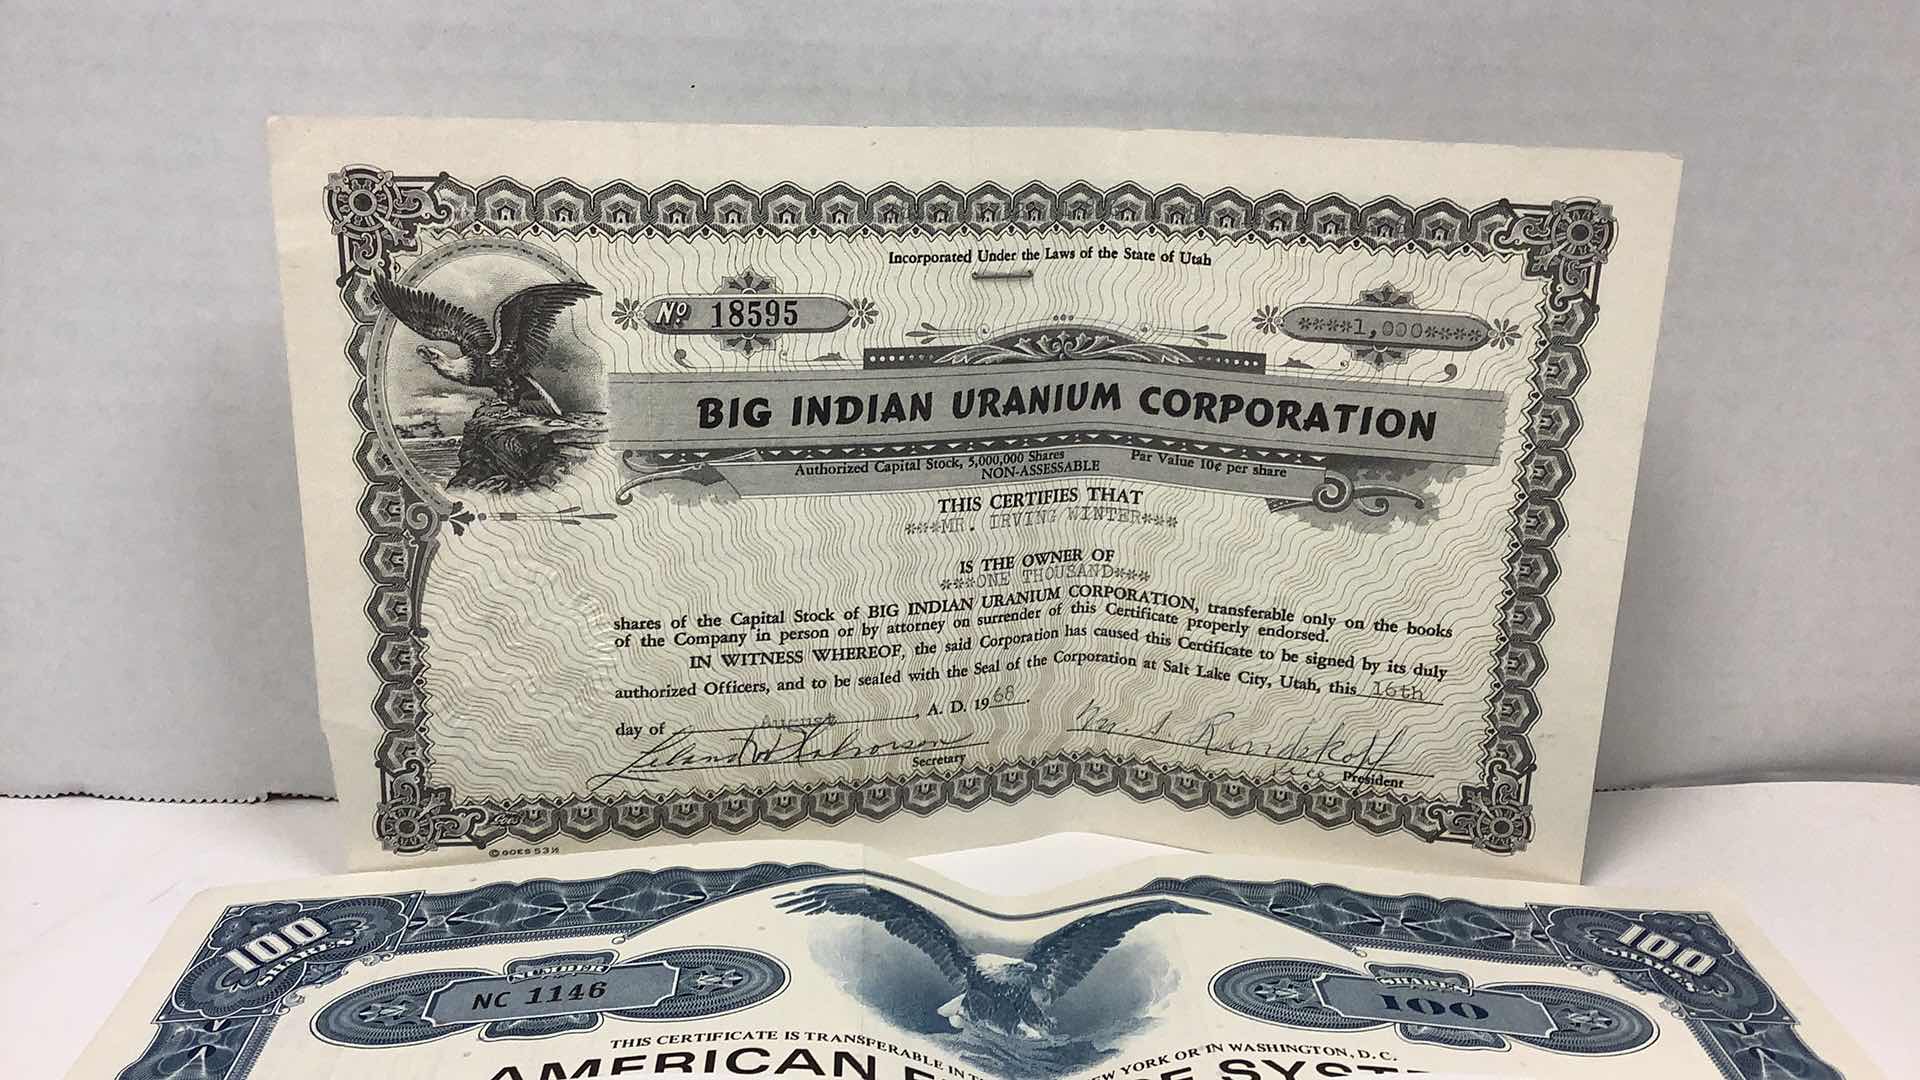 Incorporated Under the Laws of the State of Utah
Nº 18595
****1,000****
BIG INDIAN URANIUM CORPORATION
Authorized Capital Stock, 5,000,000 Shares
Par Value 10¢ per share
NON-ASSESSABLE
THIS CERTIFIES THAT
***MR. IRVING WINTER***
IS THE OWNER OF
***ONE THOUSAND***
shares of the Capital Stock of BIG INDIAN URANIUM CORPORATION, transferable only on the books
of the Company in person or by attorney on surrender of this Certificate properly endorsed.
IN WITNESS WHEREOF, the said Corporation has caused this Certificate to be signed by its duly
authorized Officers, and to be sealed with the Seal of the Corporation at Salt Lake City, Utah, this 16th
day of August, A. D. 1968.
Secretary
Vice President
GOES
© GOES 53½
100 SHARES
100 SHARES
NUMBER
NC 1146
SHARES
100
THIS CERTIFICATE IS TRANSFERABLE IN
YORK OR IN WASHINGTON, D. C.
AMERICAN